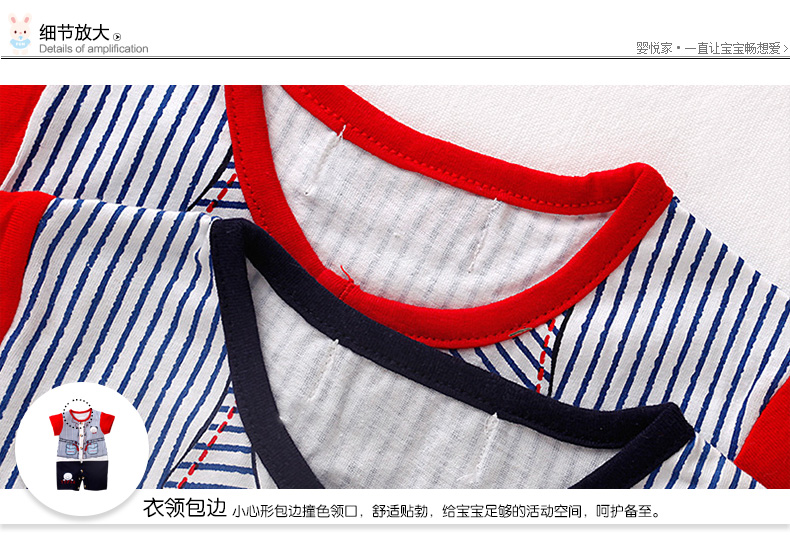 细节放大
Details of amplification
婴悦家·一直让宝宝畅想爱
衣领包边 小心形包边撞色领口，舒适贴勃，给宝宝足够的活动空间，呵护备至。